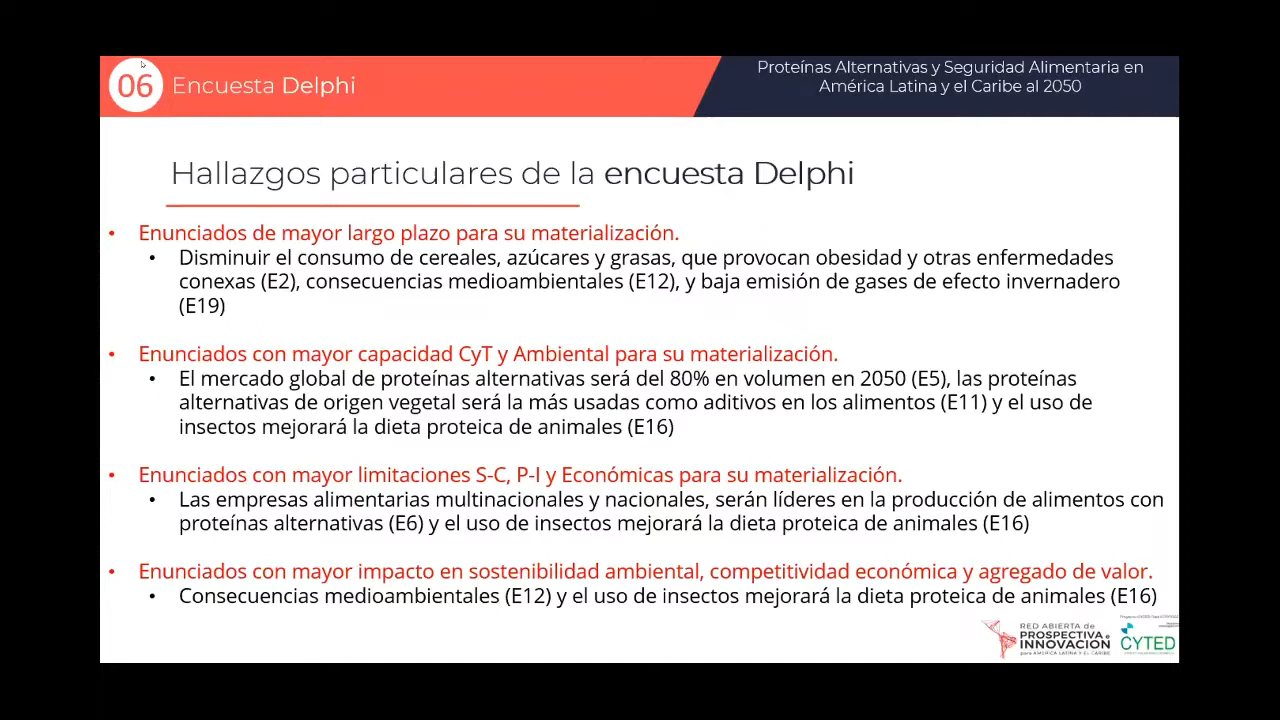 06
Encuesta Delphi
Proteínas Alternativas y Seguridad Alimentaria en
América Latina y el Caribe al 2050
Hallazgos particulares de la encuesta Delphi
• Enunciados de mayor largo plazo para su materialización.
• Disminuir el consumo de cereales, azúcares y grasas, que provocan obesidad y otras enfermedades
conexas (E2), consecuencias medioambientales (E12), y baja emisión de gases de efecto invernadero
(E19)
• Enunciados con mayor capacidad CyT y Ambiental para su materialización.
• El mercado global de proteínas alternativas será del 80% en volumen en 2050 (E5), las proteínas
alternativas de origen vegetal será la más usadas como aditivos en los alimentos (E11) y el uso de
insectos mejorará la dieta proteica de animales (E16)
• Enunciados con mayor limitaciones S-C, P-I y Económicas para su materialización.
• Las empresas alimentarias multinacionales y nacionales, serán líderes en la producción de alimentos con
proteínas alternativas (E6) y el uso de insectos mejorará la dieta proteica de animales (E16)
• Enunciados con mayor impacto en sostenibilidad ambiental, competitividad económica y agregado de valor.
• Consecuencias medioambientales (E12) y el uso de insectos mejorará la dieta proteica de animales (E16)
RED ABIERTA de
PROSPECTIVA e
INNOVACION
para AMÉRICA LATINA Y EL CARIBE
CYTED